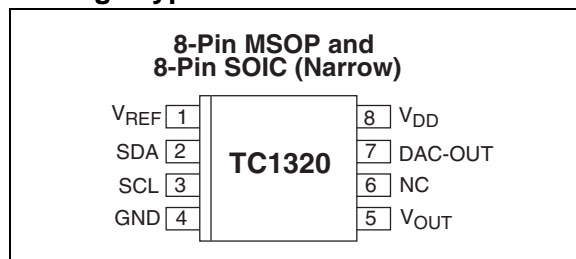 8-Pin MSOP and
8-Pin SOIC (Narrow)
VREF 1
8 VDD
SDA 2
7 DAC-OUT
TC1320
SCL 3
6 NC
GND 4
5 VOUT